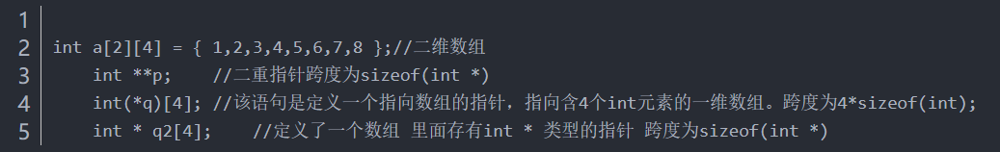 1
2 int a[2][4] = { 1,2,3,4,5,6,7,8 };//二维数组
3 int **p; //二重指针跨度为sizeof(int *)
4 int(*q)[4]; //该语句是定义一个指向数组的指针，指向含4个int元素的一维数组。跨度为4*sizeof(int);
5 int * q2[4]; //定义了一个数组 里面存有int * 类型的指针 跨度为sizeof(int *)